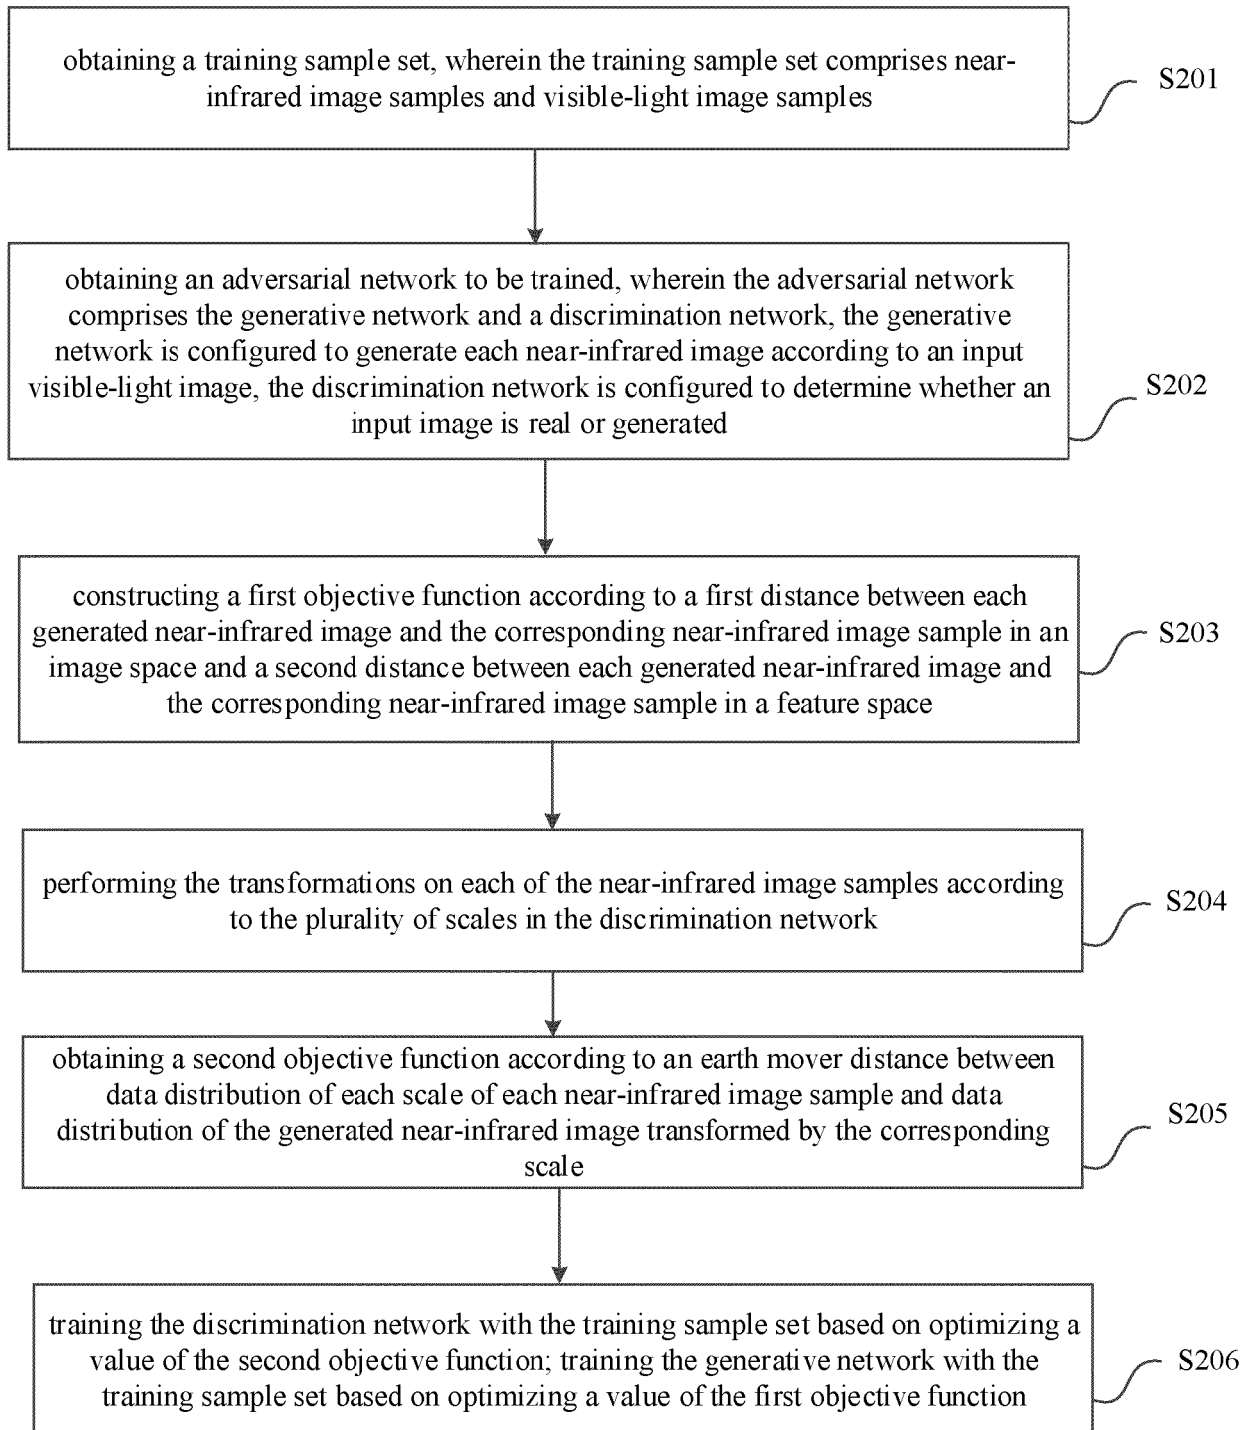 obtaining a training sample set, wherein the training sample set comprises near-
infrared image samples and visible-light image samples
S201
obtaining an adversarial network to be trained, wherein the adversarial network
comprises the generative network and a discrimination network, the generative
network is configured to generate each near-infrared image according to an input
visible-light image, the discrimination network is configured to determine whether an
input image is real or generated
S202
constructing a first objective function according to a first distance between each
generated near-infrared image and the corresponding near-infrared image sample in an
image space and a second distance between each generated near-infrared image and
the corresponding near-infrared image sample in a feature space
S203
performing the transformations on each of the near-infrared image samples according
to the plurality of scales in the discrimination network
S204
obtaining a second objective function according to an earth mover distance between
data distribution of each scale of each near-infrared image sample and data
distribution of the generated near-infrared image transformed by the corresponding
scale
S205
training the discrimination network with the training sample set based on optimizing a
value of the second objective function; training the generative network with the
training sample set based on optimizing a value of the first objective function
S206